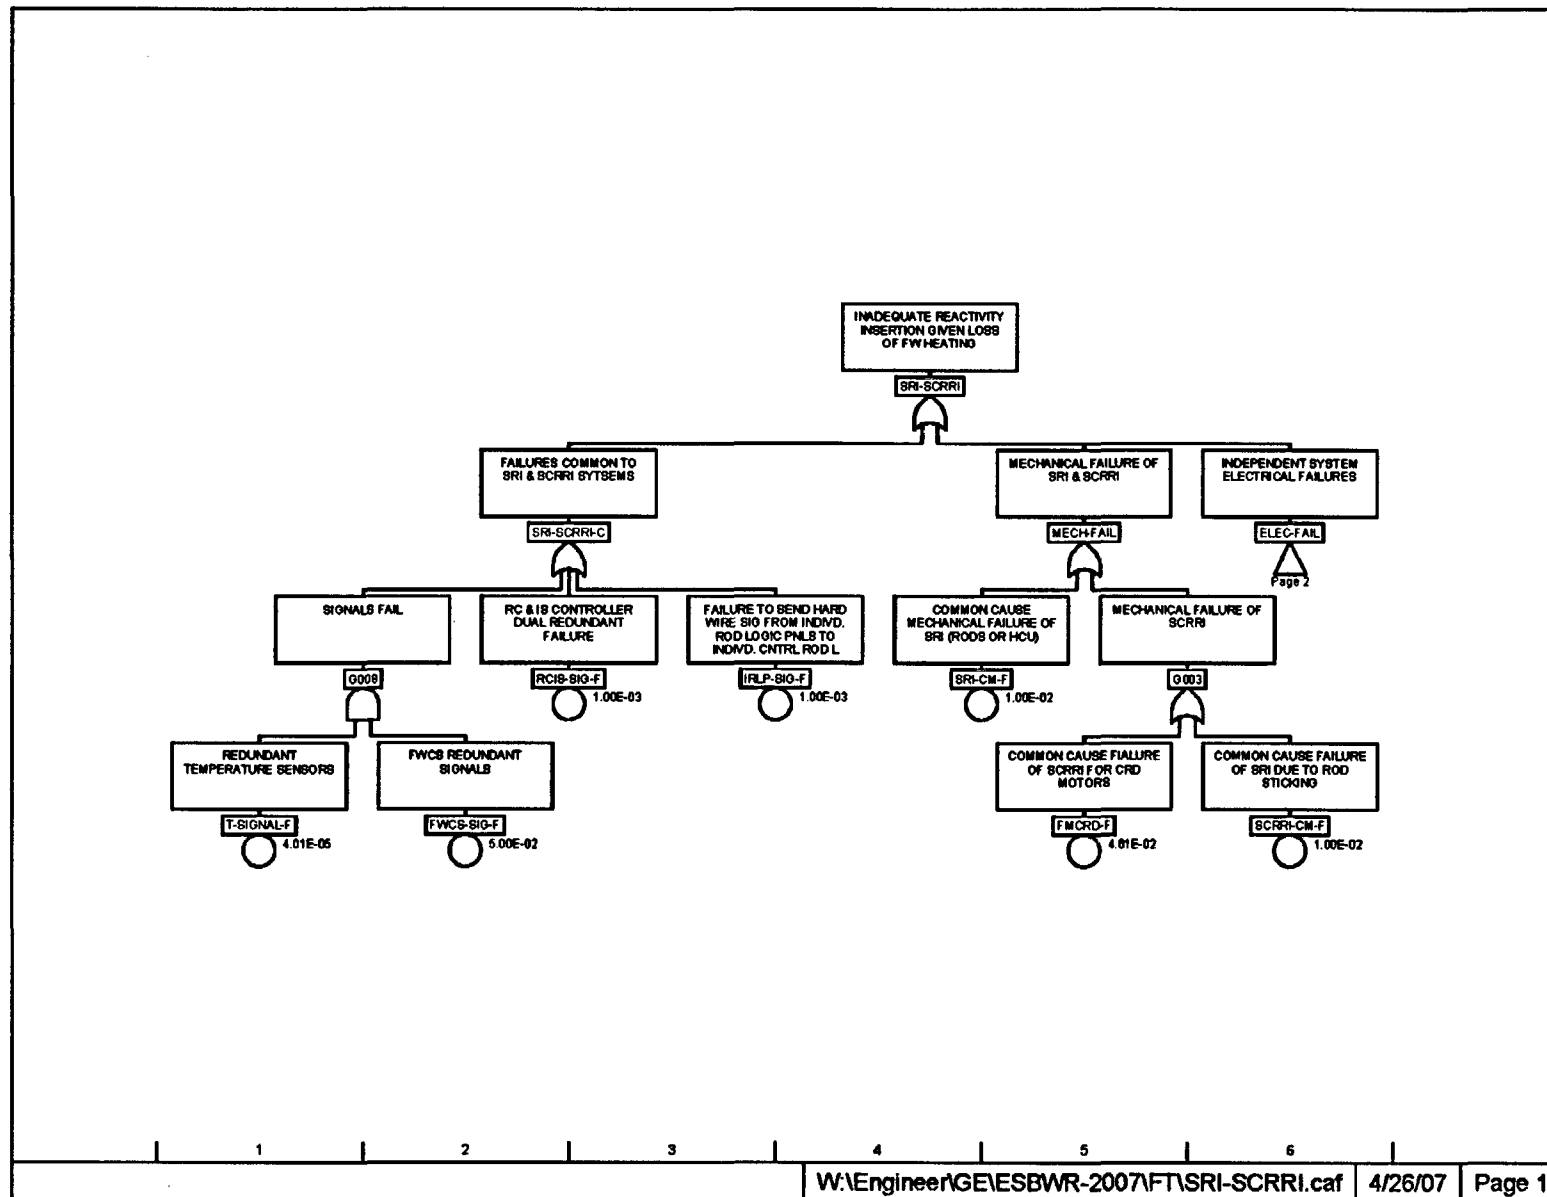 INADEQUATE REACTIVITY
INSERTION GIVEN LOSS
OF FW HEATING
SRI-SCRRI
FAILURES COMMON TO
SRI & SCRRI SYTSEMS
SRI-SCRRI-C
MECHANICAL FAILURE OF
SRI & SCRRI
MECH-FAIL
INDEPENDENT SYSTEM
ELECTRICAL FAILURES
ELEC-FAIL
Page 2
SIGNALS FAIL
G009
RC & IS CONTROLLER
DUAL REDUNDANT
FAILURE
RCIS-SIG-F
1.00E-03
FAILURE TO SEND HARD
WIRE SIG FROM INDIVD.
ROD LOGIC PNLS TO
INDIVD. CNTRL ROD L
IRLP-SIG-F
1.00E-03
COMMON CAUSE
MECHANICAL FAILURE OF
SRI (RODS OR HCU)
SRI-CM-F
1.00E-02
MECHANICAL FAILURE OF
SCRRI
G003
REDUNDANT
TEMPERATURE SENSORS
T-SIGNAL-F
4.01E-05
FWCS REDUNDANT
SIGNALS
FWCS-SIG-F
5.00E-02
COMMON CAUSE FIALURE
OF SCRRI FOR CRD
MOTORS
FMCRD-F
4.61E-02
COMMON CAUSE FAILURE
OF SRI DUE TO ROD
STICKING
SCRRI-CM-F
1.00E-02
1 2 3 4 5 6
W:\Engineer\GE\ESBWR-2007\FT\SRI-SCRRI.caf 4/26/07 Page 1